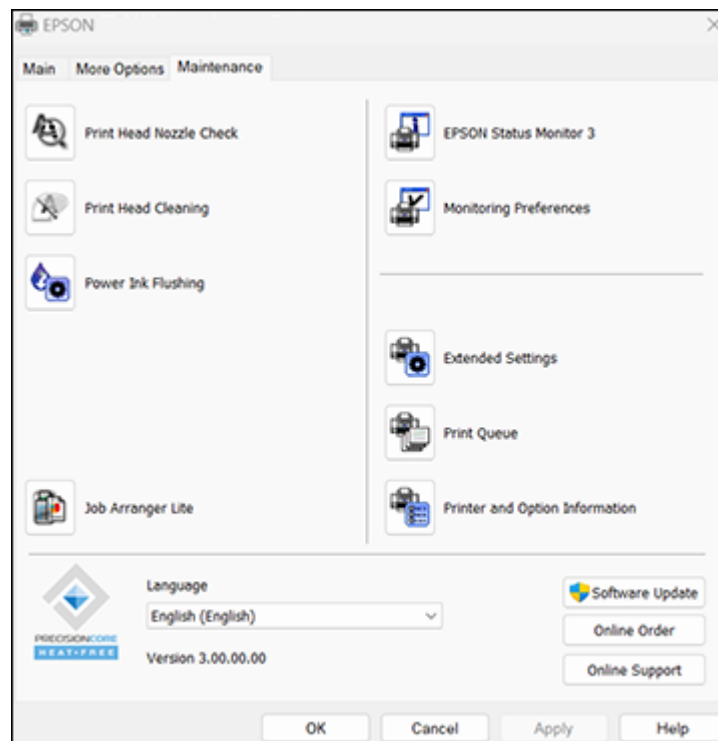 EPSON
Main More Options Maintenance
Print Head Nozzle Check
Print Head Cleaning
Power Ink Flushing
Job Arranger Lite
EPSON Status Monitor 3
Monitoring Preferences
Extended Settings
Print Queue
Printer and Option Information
PRECISIONCORE
HEAT-FREE
Language
English (English)
Version 3.00.00.00
Software Update
Online Order
Online Support
OK Cancel Apply Help